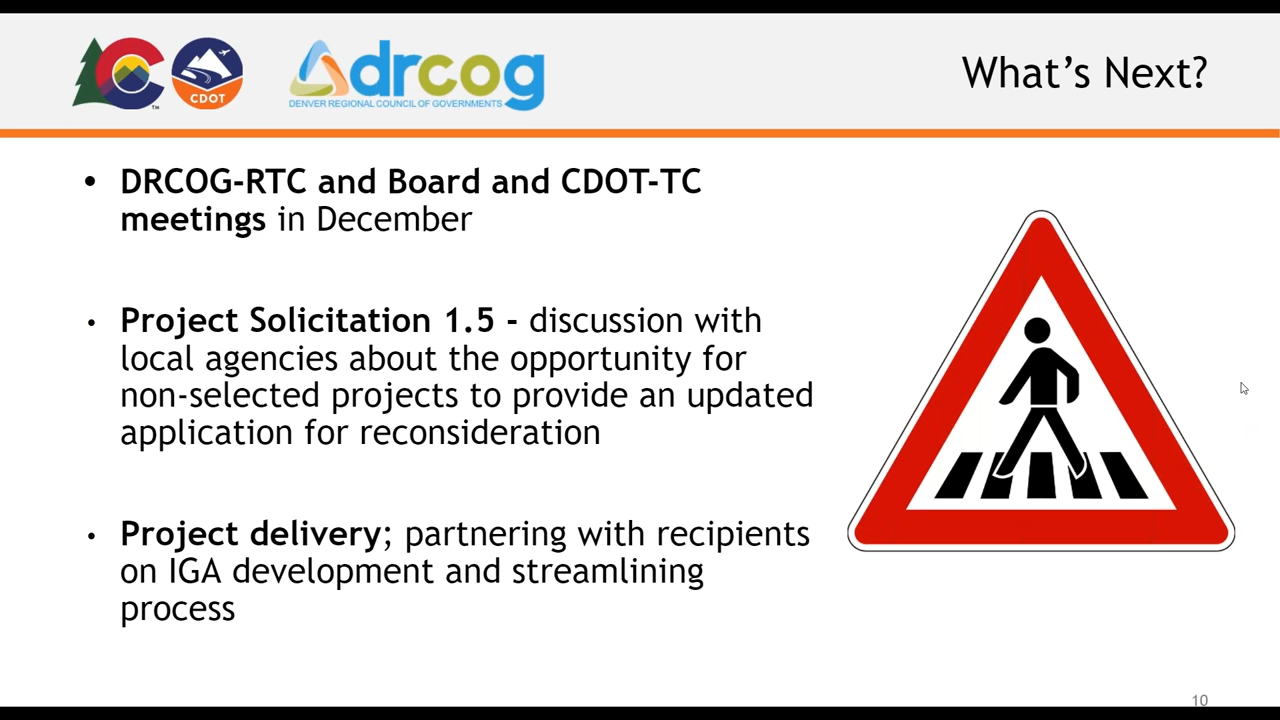 CDOT
TM
drcog
DENVER REGIONAL COUNCIL OF GOVERNMENTS
What's Next?
• DRCOG-RTC and Board and CDOT-TC
meetings in December
• Project Solicitation 1.5 - discussion with
local agencies about the opportunity for
non-selected projects to provide an updated
application for reconsideration
• Project delivery; partnering with recipients
on IGA development and streamlining
process
10